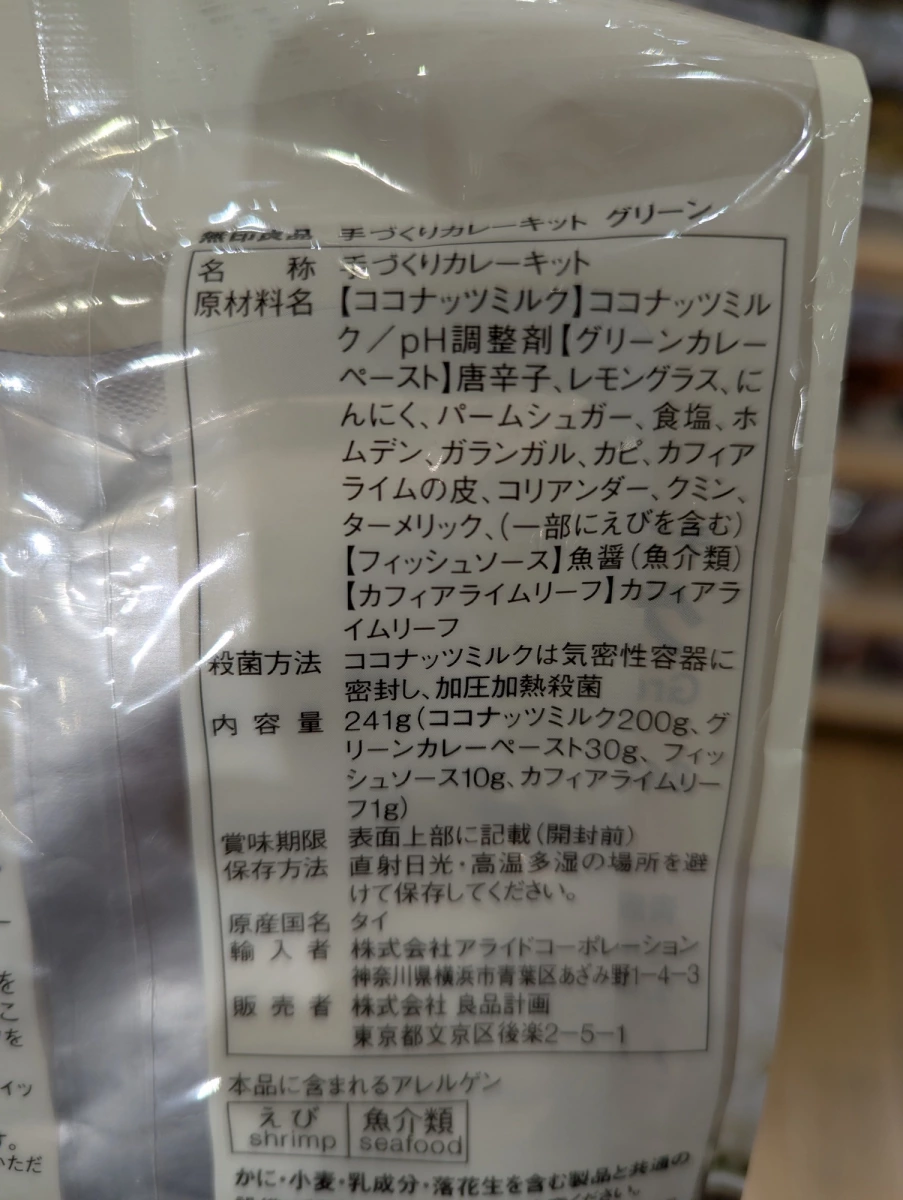 無印良品 手づくりカレーキット グリーン
名 称 手づくりカレーキット
原材料名 【ココナッツミルク】ココナッツミル
ク/pH調整剤【グリーンカレー
ペースト】唐辛子、レモングラス、に
んにく、パームシュガー、食塩、ホ
ムデン、ガランガル、カピ、カフィア
ライムの皮、コリアンダー、クミン、
ターメリック、(一部にえびを含む)
【フィッシュソース】魚醤(魚介類)
【カフィアライムリーフ】カフィアラ
イムリーフ
殺菌方法 ココナッツミルクは気密性容器に
密封し、加圧加熱殺菌
内 容 量 241g(ココナッツミルク200g、グ
リーンカレーペースト30g、フィッ
シュソース10g、カフィアライムリー
フ1g)
賞味期限 表面上部に記載(開封前)
保存方法 直射日光・高温多湿の場所を避
けて保存してください。
原産国名 タイ
輸 入 者 株式会社アライドコーポレーション
神奈川県横浜市青葉区あざみ野1-4-3
販 売 者 株式会社 良品計画
東京都文京区後楽2-5-1
本品に含まれるアレルゲン
えび 魚介類
shrimp seafood
かに・小麦・乳成分・落花生を含む製品と共通の